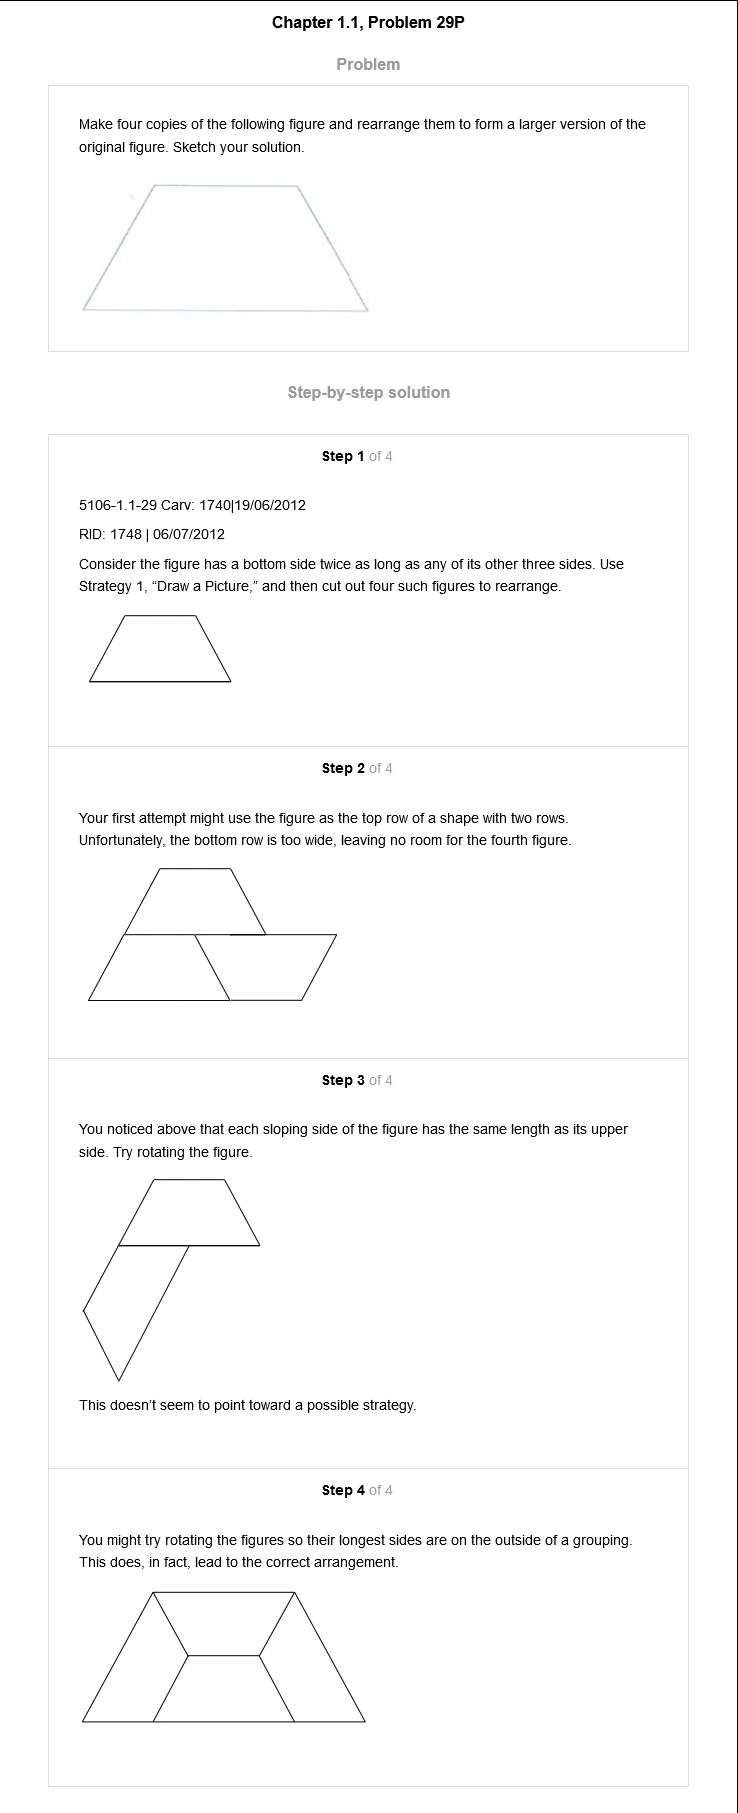 Chapter 1.1, Problem 29P
Problem
Make four copies of the following figure and rearrange them to form a larger version of the
original figure. Sketch your solution.
Step-by-step solution
Step 1 of 4
5106-1.1-29 Carv: 1740|19/06/2012
RID: 1748 | 06/07/2012
Consider the figure has a bottom side twice as long as any of its other three sides. Use
Strategy 1, “Draw a Picture,” and then cut out four such figures to rearrange.
Step 2 of 4
Your first attempt might use the figure as the top row of a shape with two rows.
Unfortunately, the bottom row is too wide, leaving no room for the fourth figure.
Step 3 of 4
You noticed above that each sloping side of the figure has the same length as its upper
side. Try rotating the figure.
This doesn’t seem to point toward a possible strategy.
Step 4 of 4
You might try rotating the figures so their longest sides are on the outside of a grouping.
This does, in fact, lead to the correct arrangement.